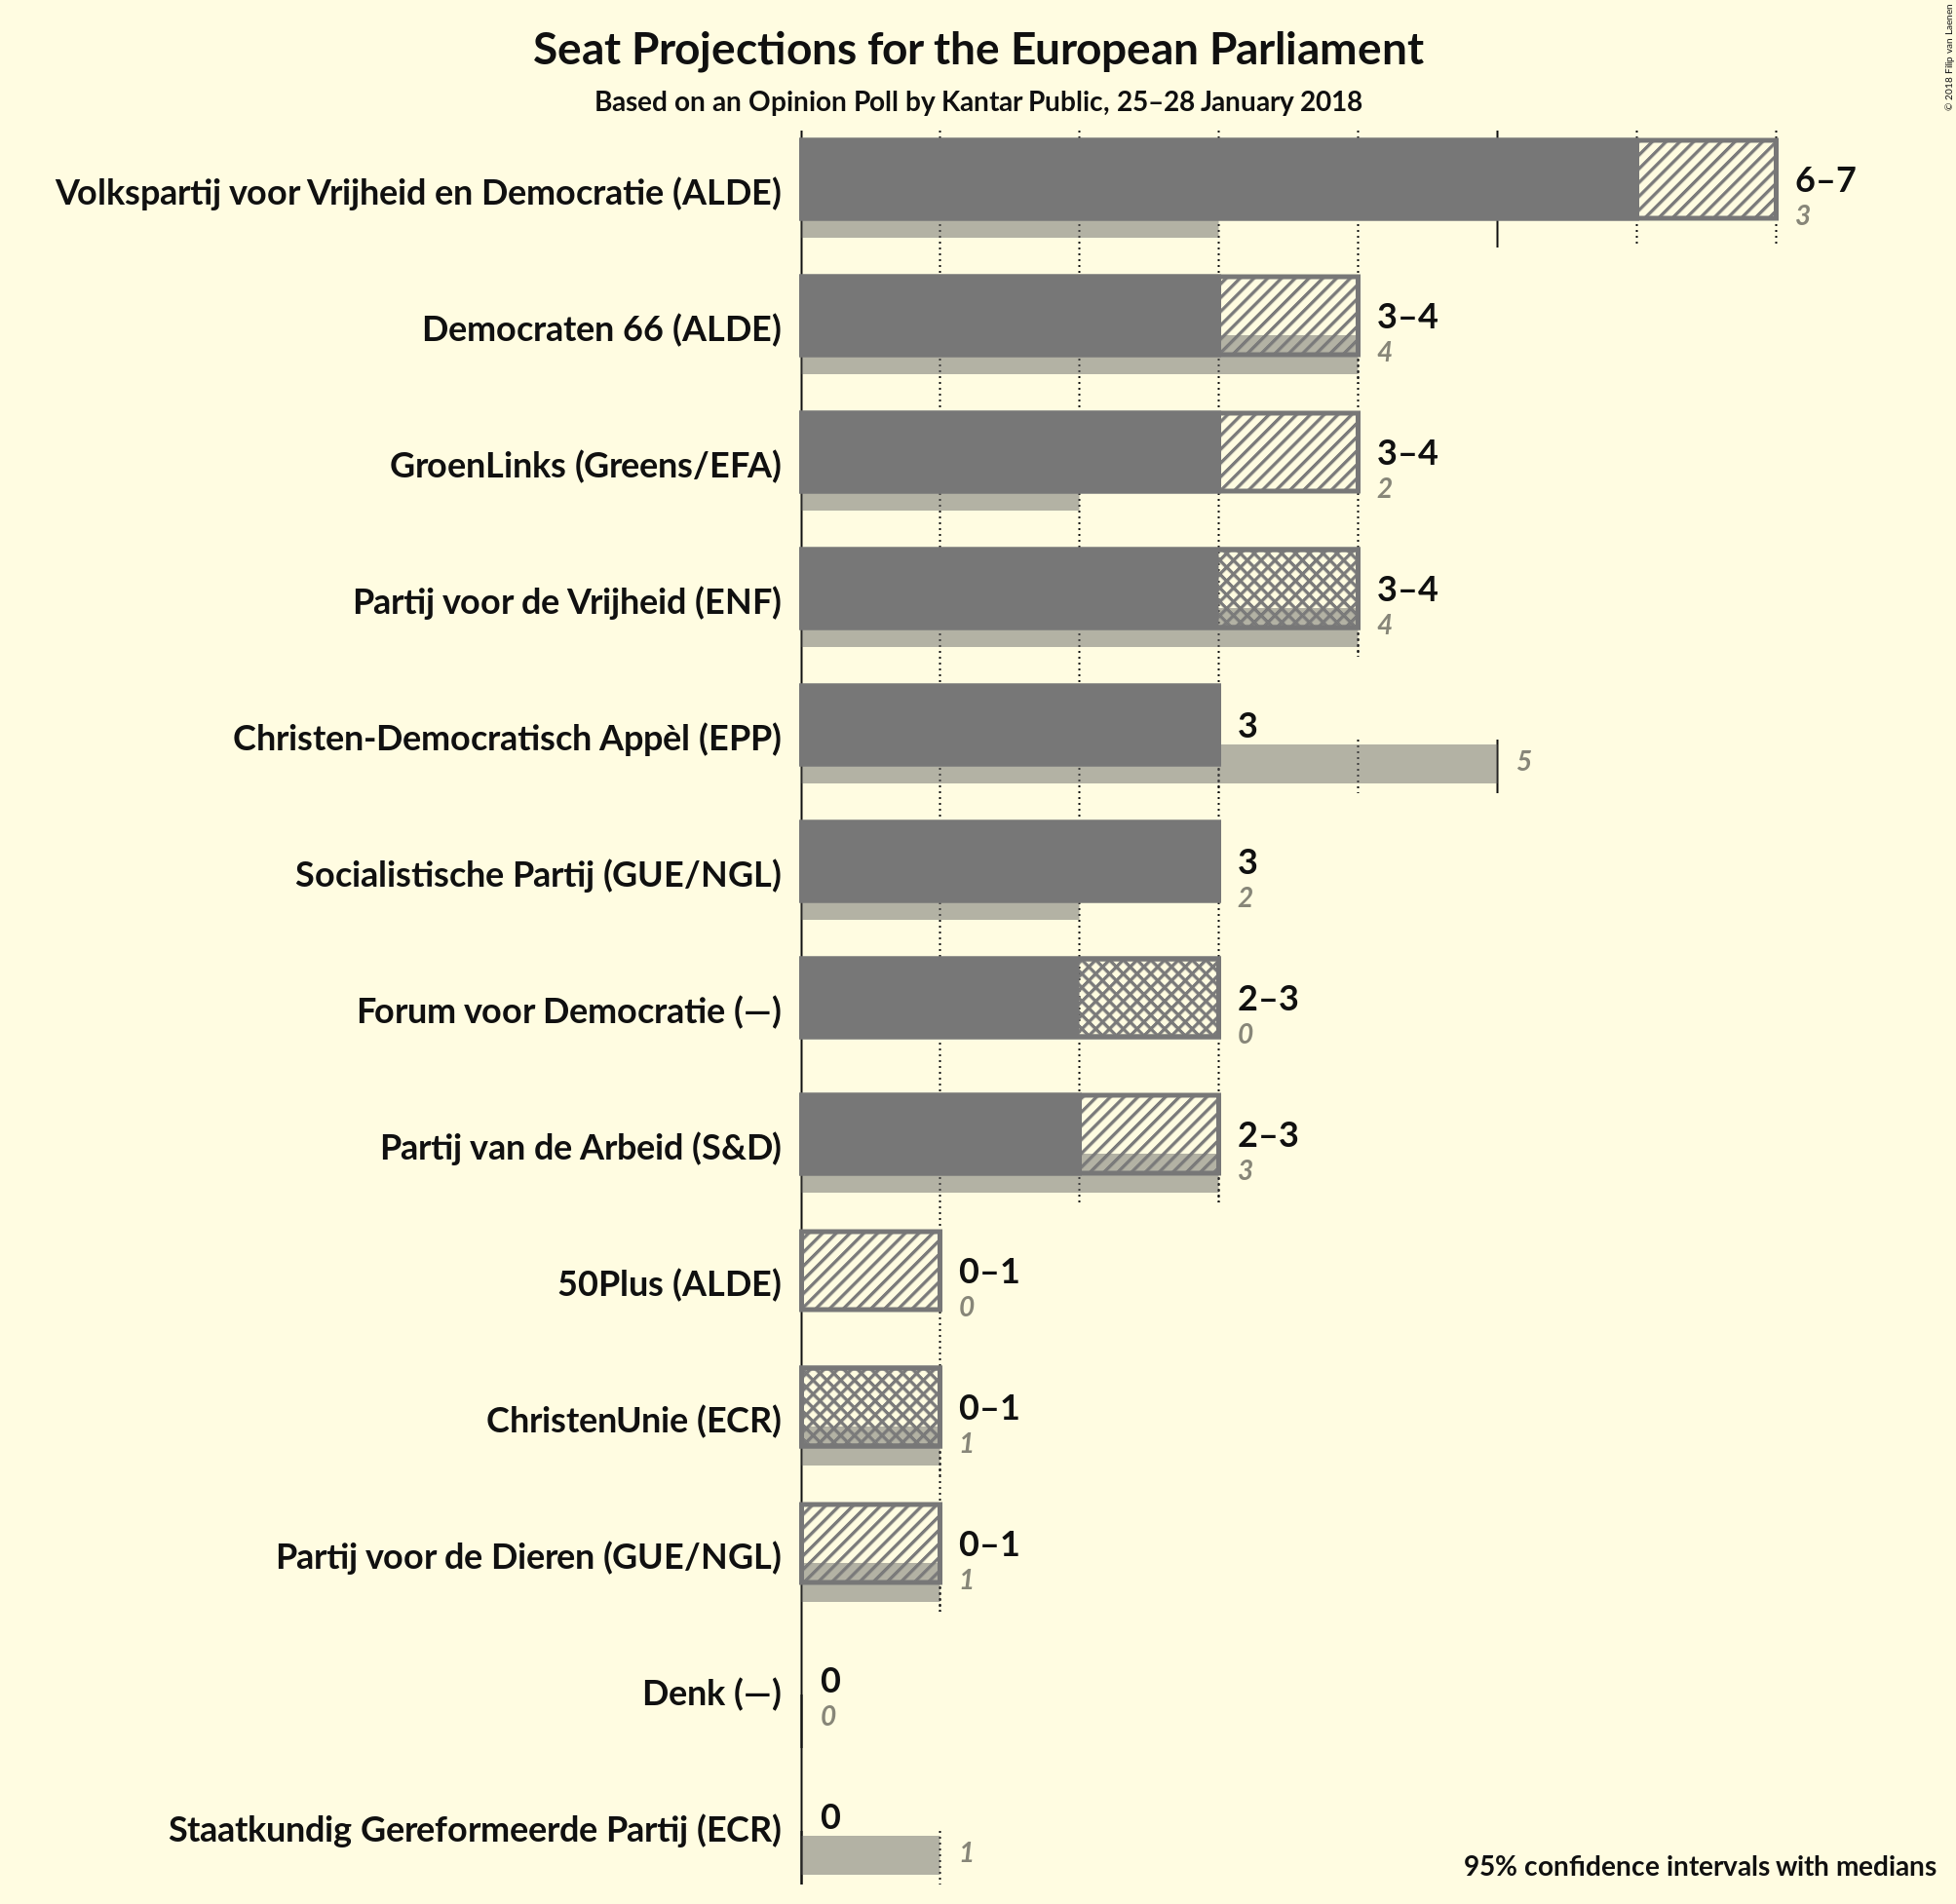 Seat Projections for the European Parliament
Based on an Opinion Poll by Kantar Public, 25–28 January 2018
© 2018 Filip van Laenen
Volkspartij voor Vrijheid en Democratie (ALDE)
6–7
3
Democraten 66 (ALDE)
3–4
4
GroenLinks (Greens/EFA)
3–4
2
Partij voor de Vrijheid (ENF)
3–4
4
Christen-Democratisch Appèl (EPP)
3
5
Socialistische Partij (GUE/NGL)
3
2
Forum voor Democratie (—)
2–3
0
Partij van de Arbeid (S&D)
2–3
3
50Plus (ALDE)
0–1
0
ChristenUnie (ECR)
0–1
1
Partij voor de Dieren (GUE/NGL)
0–1
1
Denk (—)
0
0
Staatkundig Gereformeerde Partij (ECR)
0
1
95% confidence intervals with medians